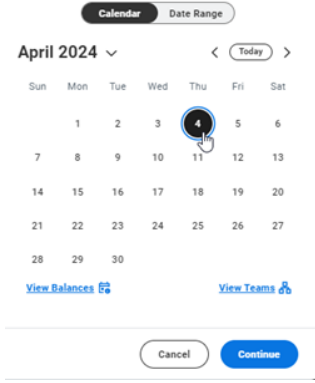 Calendar Date Range
April 2024 Today
Sun Mon Tue Wed Thu Fri Sat
1 2 3 4 5 6
7 8 9 10 11 12 13
14 15 16 17 18 19 20
21 22 23 24 25 26 27
28 29 30
View Balances View Teams
Cancel Continue